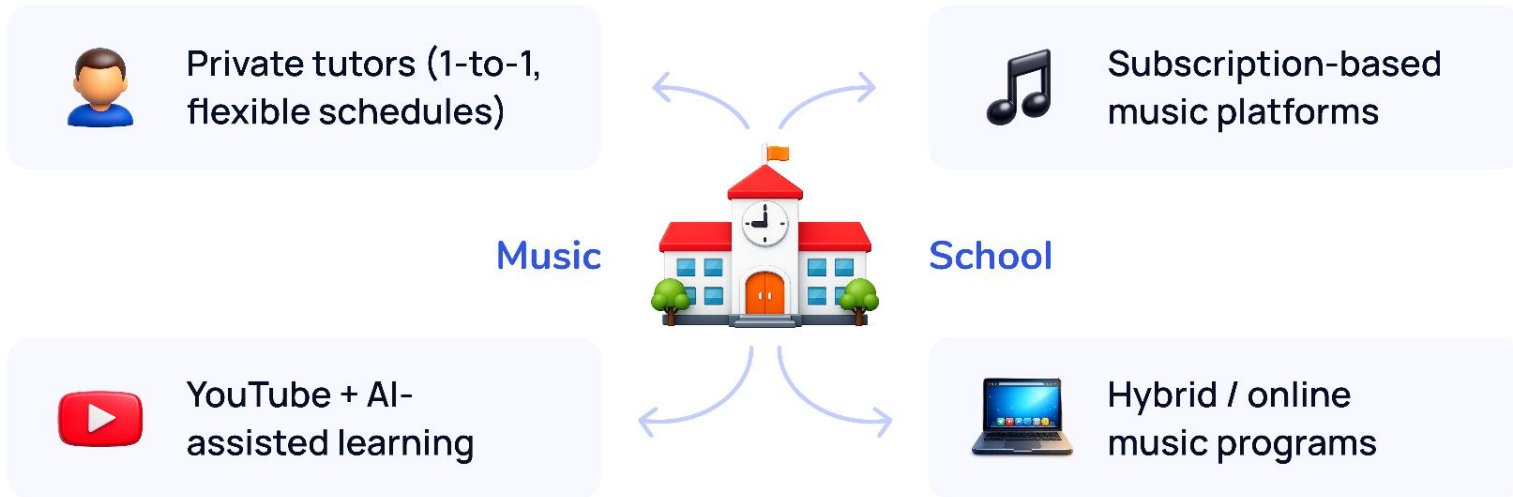 Private tutors (1-to-1,
flexible schedules)
Subscription-based
music platforms
Music
School
YouTube + AI-
assisted learning
Hybrid / online
music programs